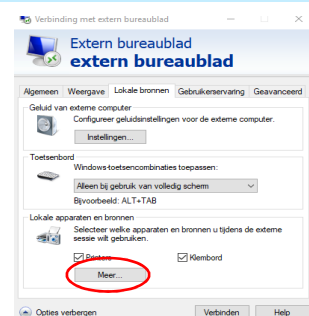 Verbinding met extern bureaublad
Extern bureaublad
extern bureaublad
Algemeen Weergave Lokale bronnen Gebruikerservaring Geavanceerd
Geluid van externe computer
Configureer geluidsinstellingen voor de externe computer.
Instellingen...
Toetsenbord
Windows-toetsencombinaties toepassen:
Alleen bij gebruik van volledig scherm
Bijvoorbeeld: ALT+TAB
Lokale apparaten en bronnen
Selecteer welke apparaten en bronnen u tijdens de externe
sessie wilt gebruiken.
Printers Klembord
Meer...
Opties verbergen Verbinden Help